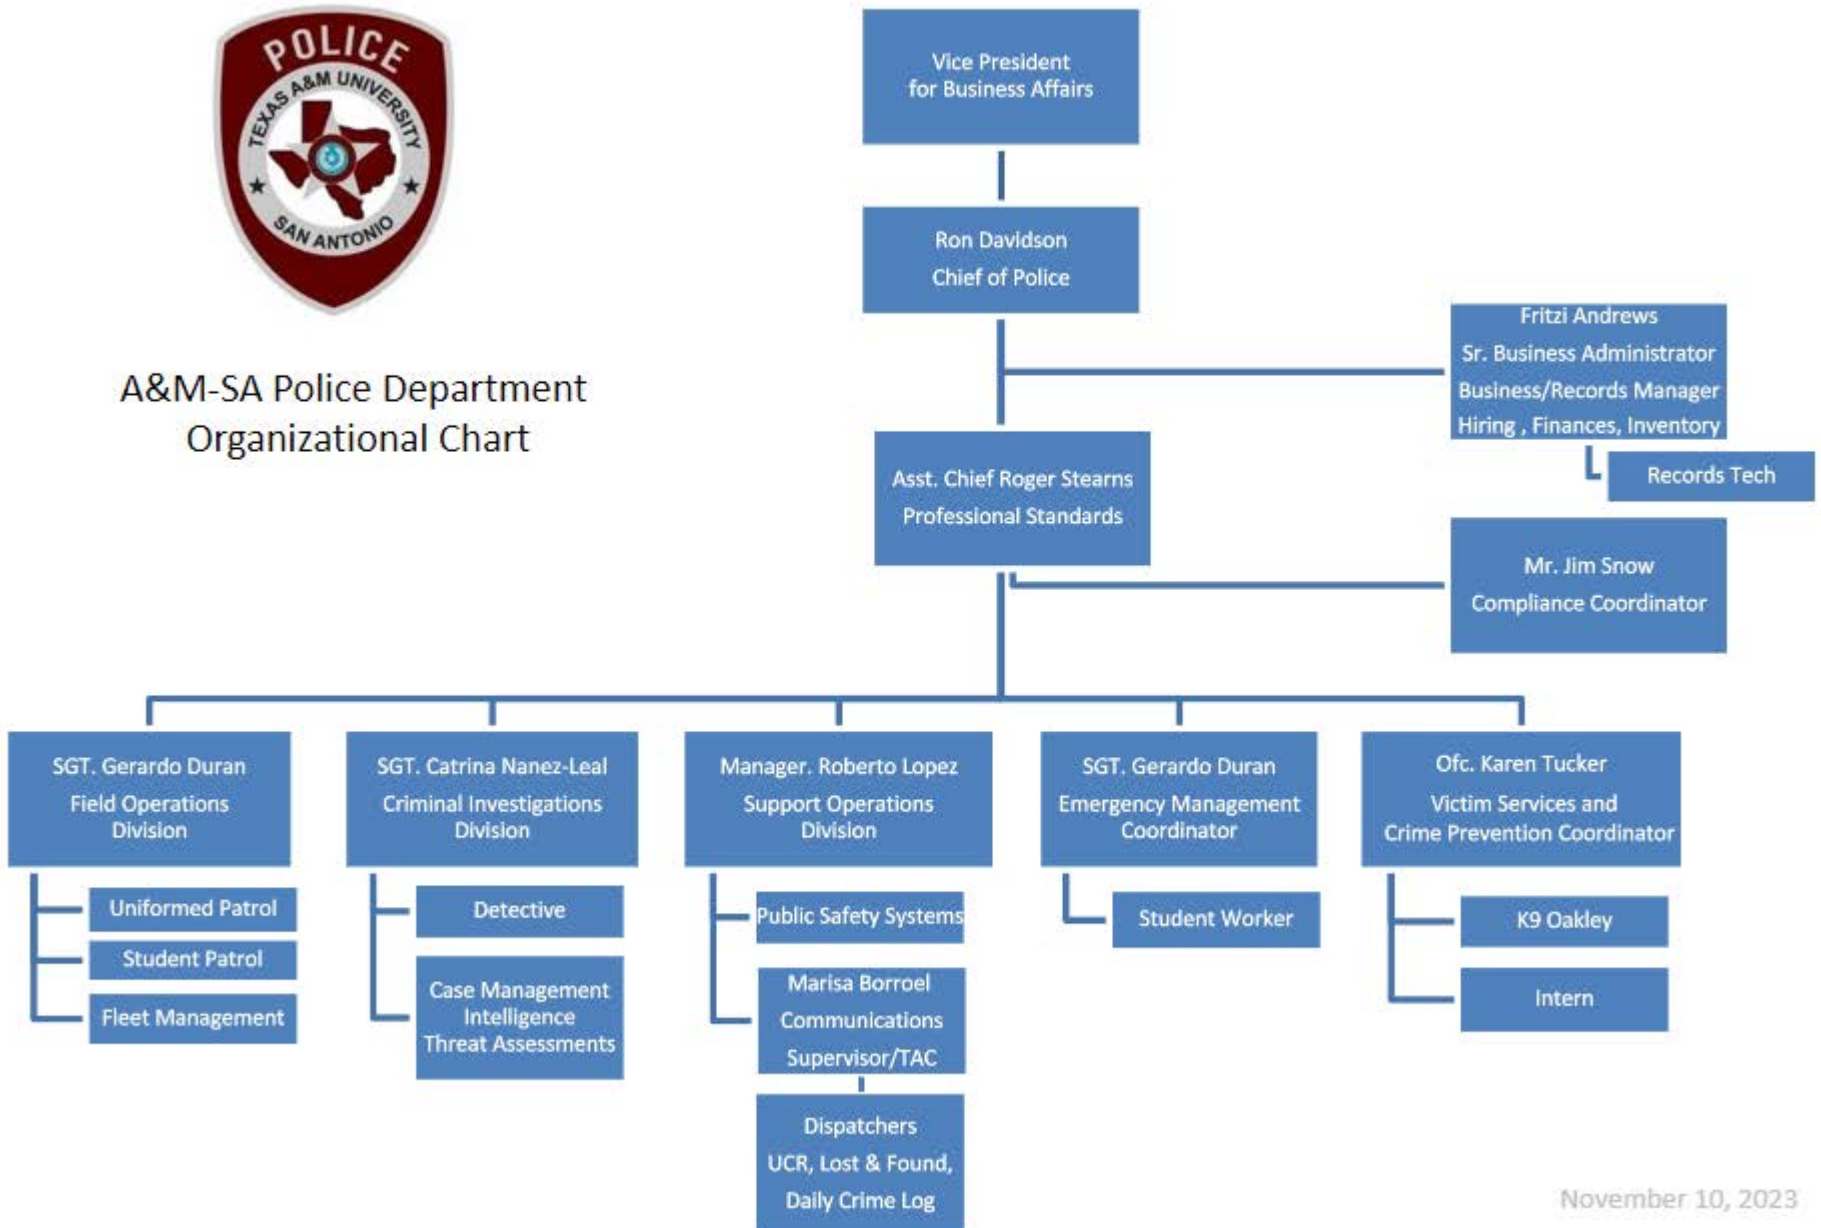 POLICE
TEXAS A&M UNIVERSITY
SAN ANTONIO
A&M-SA Police Department
Organizational Chart
Vice President
for Business Affairs
Ron Davidson
Chief of Police
Fritzi Andrews
Sr. Business Administrator
Business/Records Manager
Hiring , Finances, Inventory
Records Tech
Asst. Chief Roger Stearns
Professional Standards
Mr. Jim Snow
Compliance Coordinator
SGT. Gerardo Duran
Field Operations
Division
Uniformed Patrol
Student Patrol
Fleet Management
SGT. Catrina Nanez-Leal
Criminal Investigations
Division
Detective
Case Management
Intelligence
Threat Assessments
Manager. Roberto Lopez
Support Operations
Division
Public Safety Systems
Marisa Borroel
Communications
Supervisor/TAC
Dispatchers
UCR, Lost & Found,
Daily Crime Log
SGT. Gerardo Duran
Emergency Management
Coordinator
Student Worker
Ofc. Karen Tucker
Victim Services and
Crime Prevention Coordinator
K9 Oakley
Intern
November 10, 2023